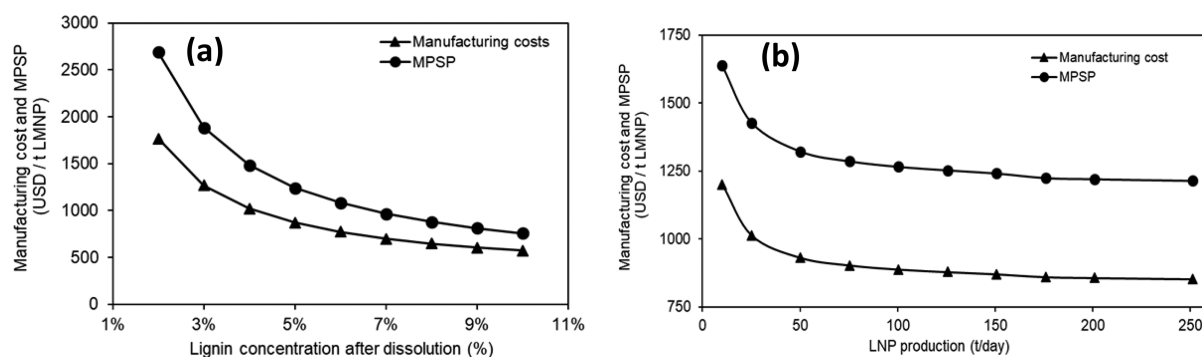 (a)
Manufacturing costs
MPSP
Manufacturing cost and MPSP
(USD / t LMNP)
3000
2500
2000
1500
1000
500
0
1%
3%
5%
7%
9%
11%
Lignin concentration after dissolution (%)
(b)
Manufacturing cost
MPSP
Manufacturing cost and MPSP
(USD / t LMNP)
1750
1500
1250
1000
750
0
50
100
150
200
250
LNP production (t/day)